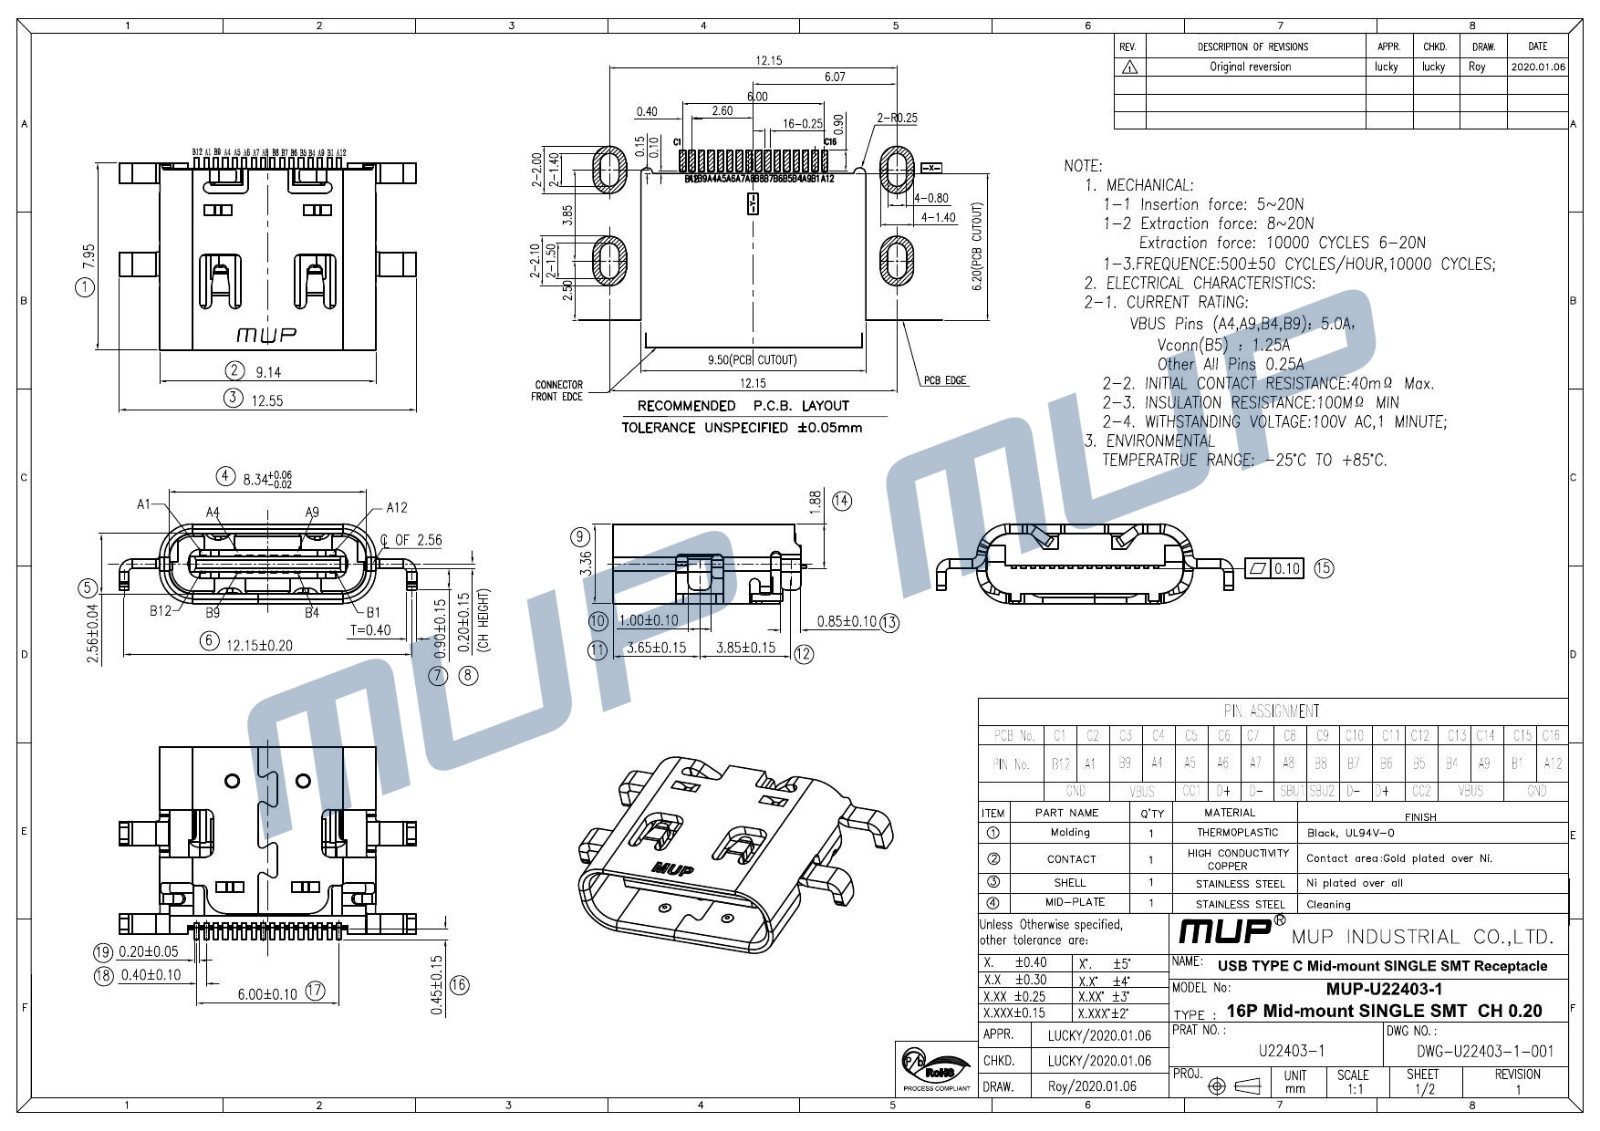 1 2 3 4 5 6 7 8
A
B
C
D
E
F
REV. DESCRIPTION OF REVISIONS APPR. CHKD. DRAW. DATE
1 Original reversion lucky lucky Roy 2020.01.06
B12 A1 B9 A4 A5 A6 A7 A8 B8 B7 B6 B5 B4 A9 B1 A12
① 7.95
MUP
② 9.14
③ 12.55
12.15
6.07
6.00
0.40
2.60
16-0.25
0.90
2-R0.25
0.15
0.10
C1
C16
-X-
-Y-
2-2.00
2-1.40
3.85
2-2.10
2-1.50
2.50
4-0.80
4-1.40
6.20(PCB CUTOUT)
9.50(PCB CUTOUT)
12.15
CONNECTOR
FRONT EDGE
PCB EDGE
RECOMMENDED P.C.B. LAYOUT
TOLERANCE UNSPECIFIED ±0.05mm
NOTE:
1. MECHANICAL:
1-1 Insertion force: 5~20N
1-2 Extraction force: 8~20N
Extraction force: 10000 CYCLES 6-20N
1-3.FREQUENCE:500±50 CYCLES/HOUR,10000 CYCLES;
2. ELECTRICAL CHARACTERISTICS:
2-1. CURRENT RATING:
VBUS Pins (A4,A9,B4,B9): 5.0A,
Vconn(B5) : 1.25A
Other All Pins 0.25A
2-2. INITIAL CONTACT RESISTANCE:40mΩ Max.
2-3. INSULATION RESISTANCE:100MΩ MIN
2-4. WITHSTANDING VOLTAGE:100V AC,1 MINUTE;
3. ENVIRONMENTAL
TEMPERATRUE RANGE: -25°C TO +85°C.
④ 8.34+0.06 -0.02
A1 A4 A9 A12
℄ OF 2.56
B12 B9 B4 B1
⑤ 2.56±0.04
T=0.40
⑥ 12.15±0.20
⑦ 0.90±0.15
⑧ 0.20±0.15
(CH HEIGHT)
⑨ 3.36
1.88 ⑭
⑩ 1.00±0.10
0.85±0.10 ⑬
⑪ 3.65±0.15
3.85±0.15 ⑫
0.10 ⑮
MUP
MUP
⑲ 0.20±0.05
⑱ 0.40±0.10
6.00±0.10 ⑰
0.45±0.15 ⑯
MUP
PIN ASSIGNMENT
PCB No. C1 C2 C3 C4 C5 C6 C7 C8 C9 C10 C11 C12 C13 C14 C15 C16
PIN No. B12 A1 B9 A4 A5 A6 A7 A8 B8 B7 B6 B5 B4 A9 B1 A12
GND VBUS CC1 D+ D- SBU1 SBU2 D- D+ CC2 VBUS GND
ITEM PART NAME Q'TY MATERIAL FINISH
① Molding 1 THERMOPLASTIC Black, UL94V-0
② CONTACT 1 HIGH CONDUCTIVITY COPPER Contact area:Gold plated over Ni.
③ SHELL 1 STAINLESS STEEL Ni plated over all
④ MID-PLATE 1 STAINLESS STEEL Cleaning
Unless Otherwise specified,
other tolerance are:
X. ±0.40 X°. ±5°
X.X ±0.30 X.X° ±4°
X.XX ±0.25 X.XX° ±3°
X.XXX±0.15 X.XXX°±2°
APPR. LUCKY/2020.01.06
CHKD. LUCKY/2020.01.06
DRAW. Roy/2020.01.06
MUP® MUP INDUSTRIAL CO.,LTD.
NAME: USB TYPE C Mid-mount SINGLE SMT Receptacle
MODEL No: MUP-U22403-1
TYPE : 16P Mid-mount SINGLE SMT CH 0.20
PRAT NO.: U22403-1
DWG NO.: DWG-U22403-1-001
PROJ. UNIT mm SCALE 1:1 SHEET 1/2 REVISION 1
Pb RoHS
PROCESS COMPLIANT
1 2 3 4 5 6 7 8